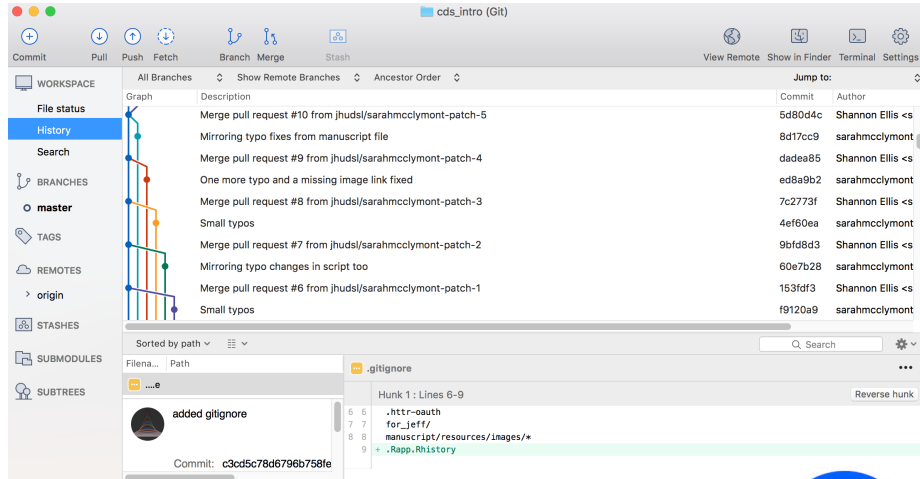 cds_intro (Git)
Commit Pull Push Fetch Branch Merge Stash View Remote Show in Finder Terminal Settings
WORKSPACE
File status
History
Search
BRANCHES
master
TAGS
REMOTES
origin
STASHES
SUBMODULES
SUBTREES
All Branches Show Remote Branches Ancestor Order Jump to:
Graph Description Commit Author
Merge pull request #10 from jhudsl/sarahmcclymont-patch-5 5d80d4c Shannon Ellis <s
Mirroring typo fixes from manuscript file 8d17cc9 sarahmcclymont
Merge pull request #9 from jhudsl/sarahmcclymont-patch-4 dadea85 Shannon Ellis <s
One more typo and a missing image link fixed ed8a9b2 sarahmcclymont
Merge pull request #8 from jhudsl/sarahmcclymont-patch-3 7c2773f Shannon Ellis <s
Small typos 4ef60ea sarahmcclymont
Merge pull request #7 from jhudsl/sarahmcclymont-patch-2 9bfd8d3 Shannon Ellis <s
Mirroring typo changes in script too 60e7b28 sarahmcclymont
Merge pull request #6 from jhudsl/sarahmcclymont-patch-1 153fdf3 Shannon Ellis <s
Small typos f9120a9 sarahmcclymont
Sorted by path Search
Filena... Path
....e
added gitignore
Commit: c3cd5c78d6796b758fe
.gitignore
Hunk 1 : Lines 6-9 Reverse hunk
6 6 .httr-oauth
7 7 for_jeff/
8 8 manuscript/resources/images/*
9 + .Rapp.Rhistory